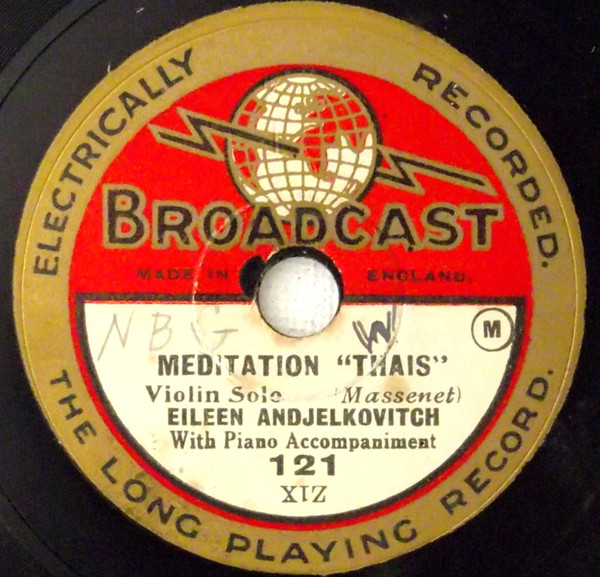 ELECTRICALLY RECORDED.
BROADCAST
MADE IN ENGLAND.
NBG
M
MEDITATION "THAIS"
Violin Solo (Massenet)
EILEEN ANDJELKOVITCH
With Piano Accompaniment
121
XIZ
THE LONG PLAYING RECORD.